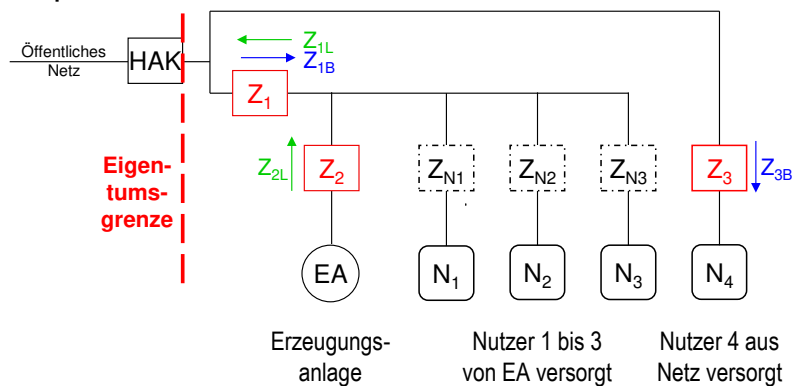 Öffentliches
Netz
HAK
Z1L
Z1B
Z1
Eigen-
tums-
grenze
Z2L
Z2
ZN1
ZN2
ZN3
Z3
Z3B
EA
N1
N2
N3
N4
Erzeugungs-
anlage
Nutzer 1 bis 3
von EA versorgt
Nutzer 4 aus
Netz versorgt